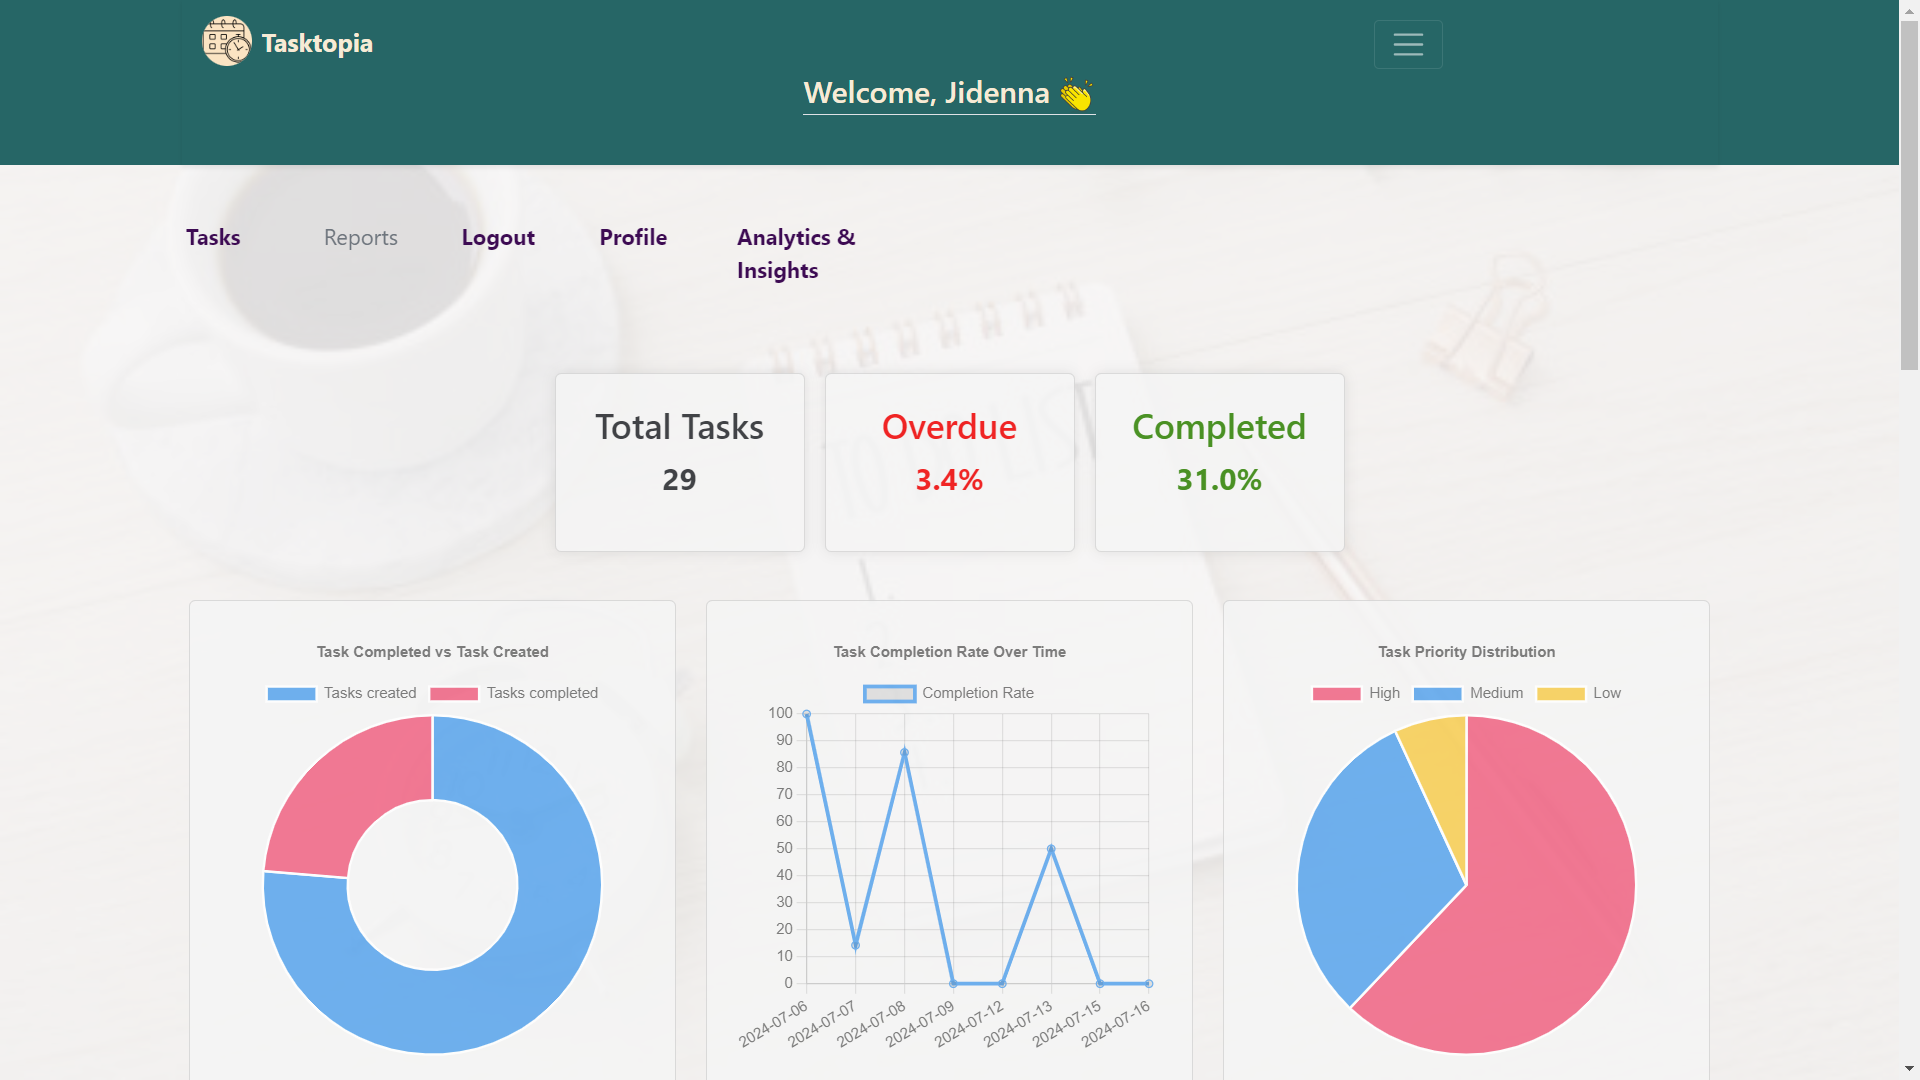 Tasktopia
Welcome, Jidenna 👏
Tasks
Reports
Logout
Profile
Analytics &
Insights
Total Tasks
29
Overdue
3.4%
Completed
31.0%
Task Completed vs Task Created
Tasks created
Tasks completed
Task Completion Rate Over Time
Completion Rate
100
90
80
70
60
50
40
30
20
10
0
2024-07-06
2024-07-07
2024-07-08
2024-07-09
2024-07-12
2024-07-13
2024-07-15
2024-07-16
Task Priority Distribution
High
Medium
Low
TO DO LIST